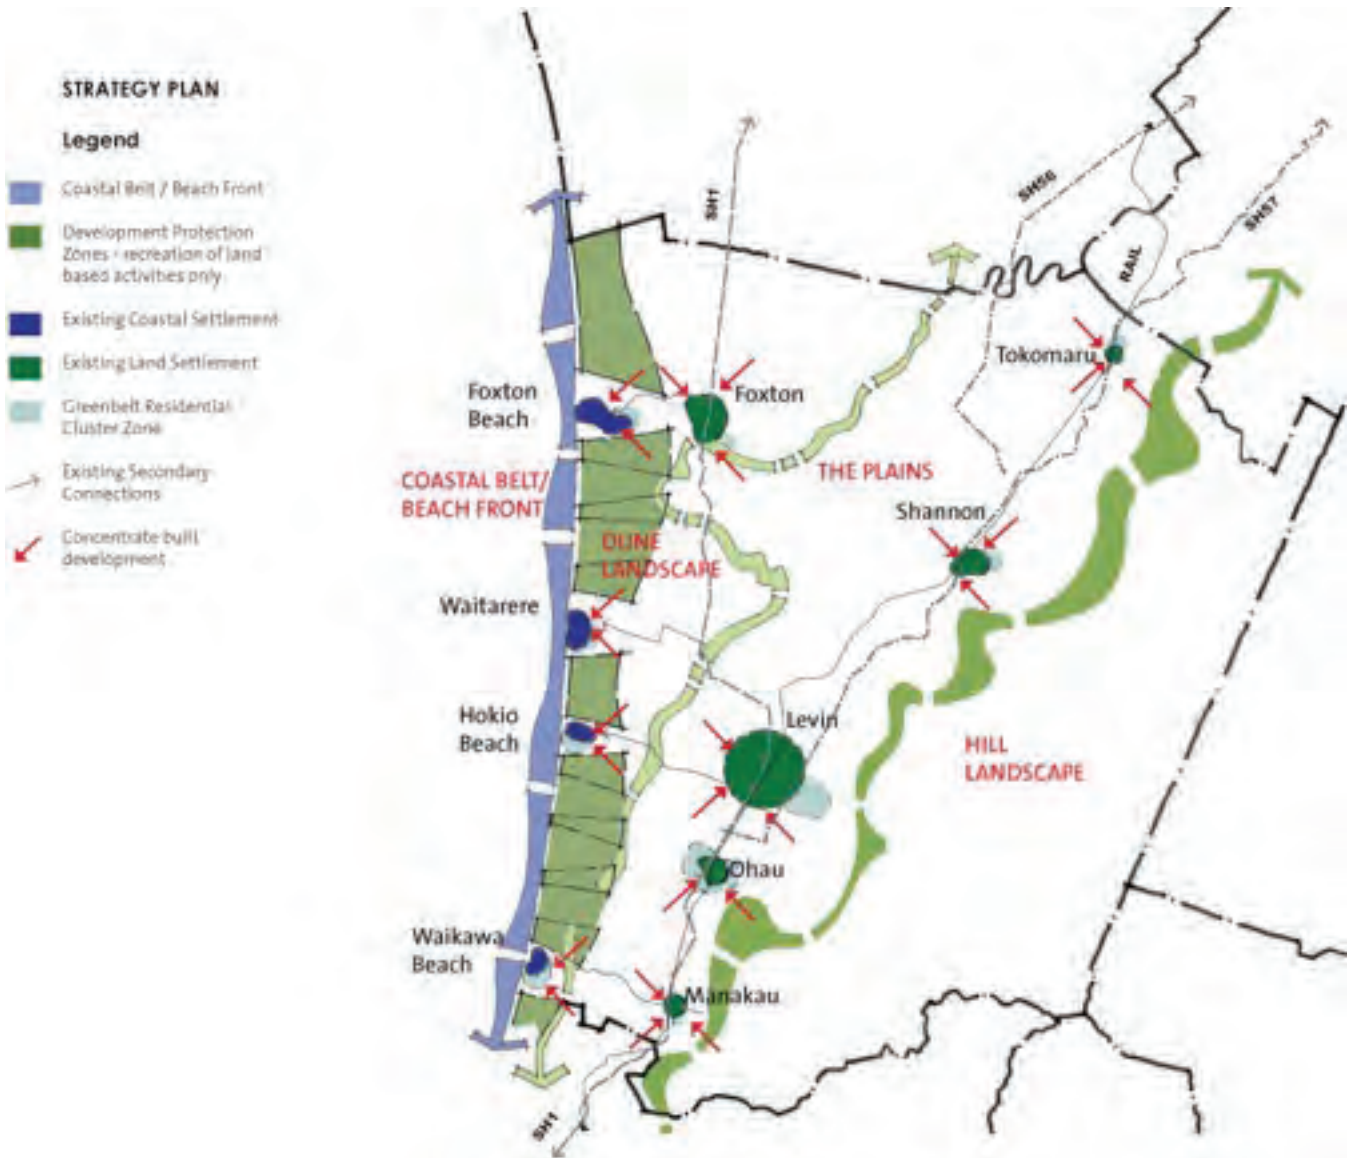 STRATEGY PLAN
Legend
Coastal Belt / Beach Front
Development Protection
Zones - recreation of land
based activities only
Existing Coastal Settlement
Existing Land Settlement
Greenbelt Residential
Cluster Zone
Existing Secondary
Connections
Concentrate built
development
SH1
SH56
SH57
RAIL
Tokomaru
Foxton
Beach
Foxton
COASTAL BELT/
BEACH FRONT
THE PLAINS
Shannon
DUNE
LANDSCAPE
Waitarere
Hokio
Beach
Levin
HILL
LANDSCAPE
Ohau
Waikawa
Beach
Manakau
SH1